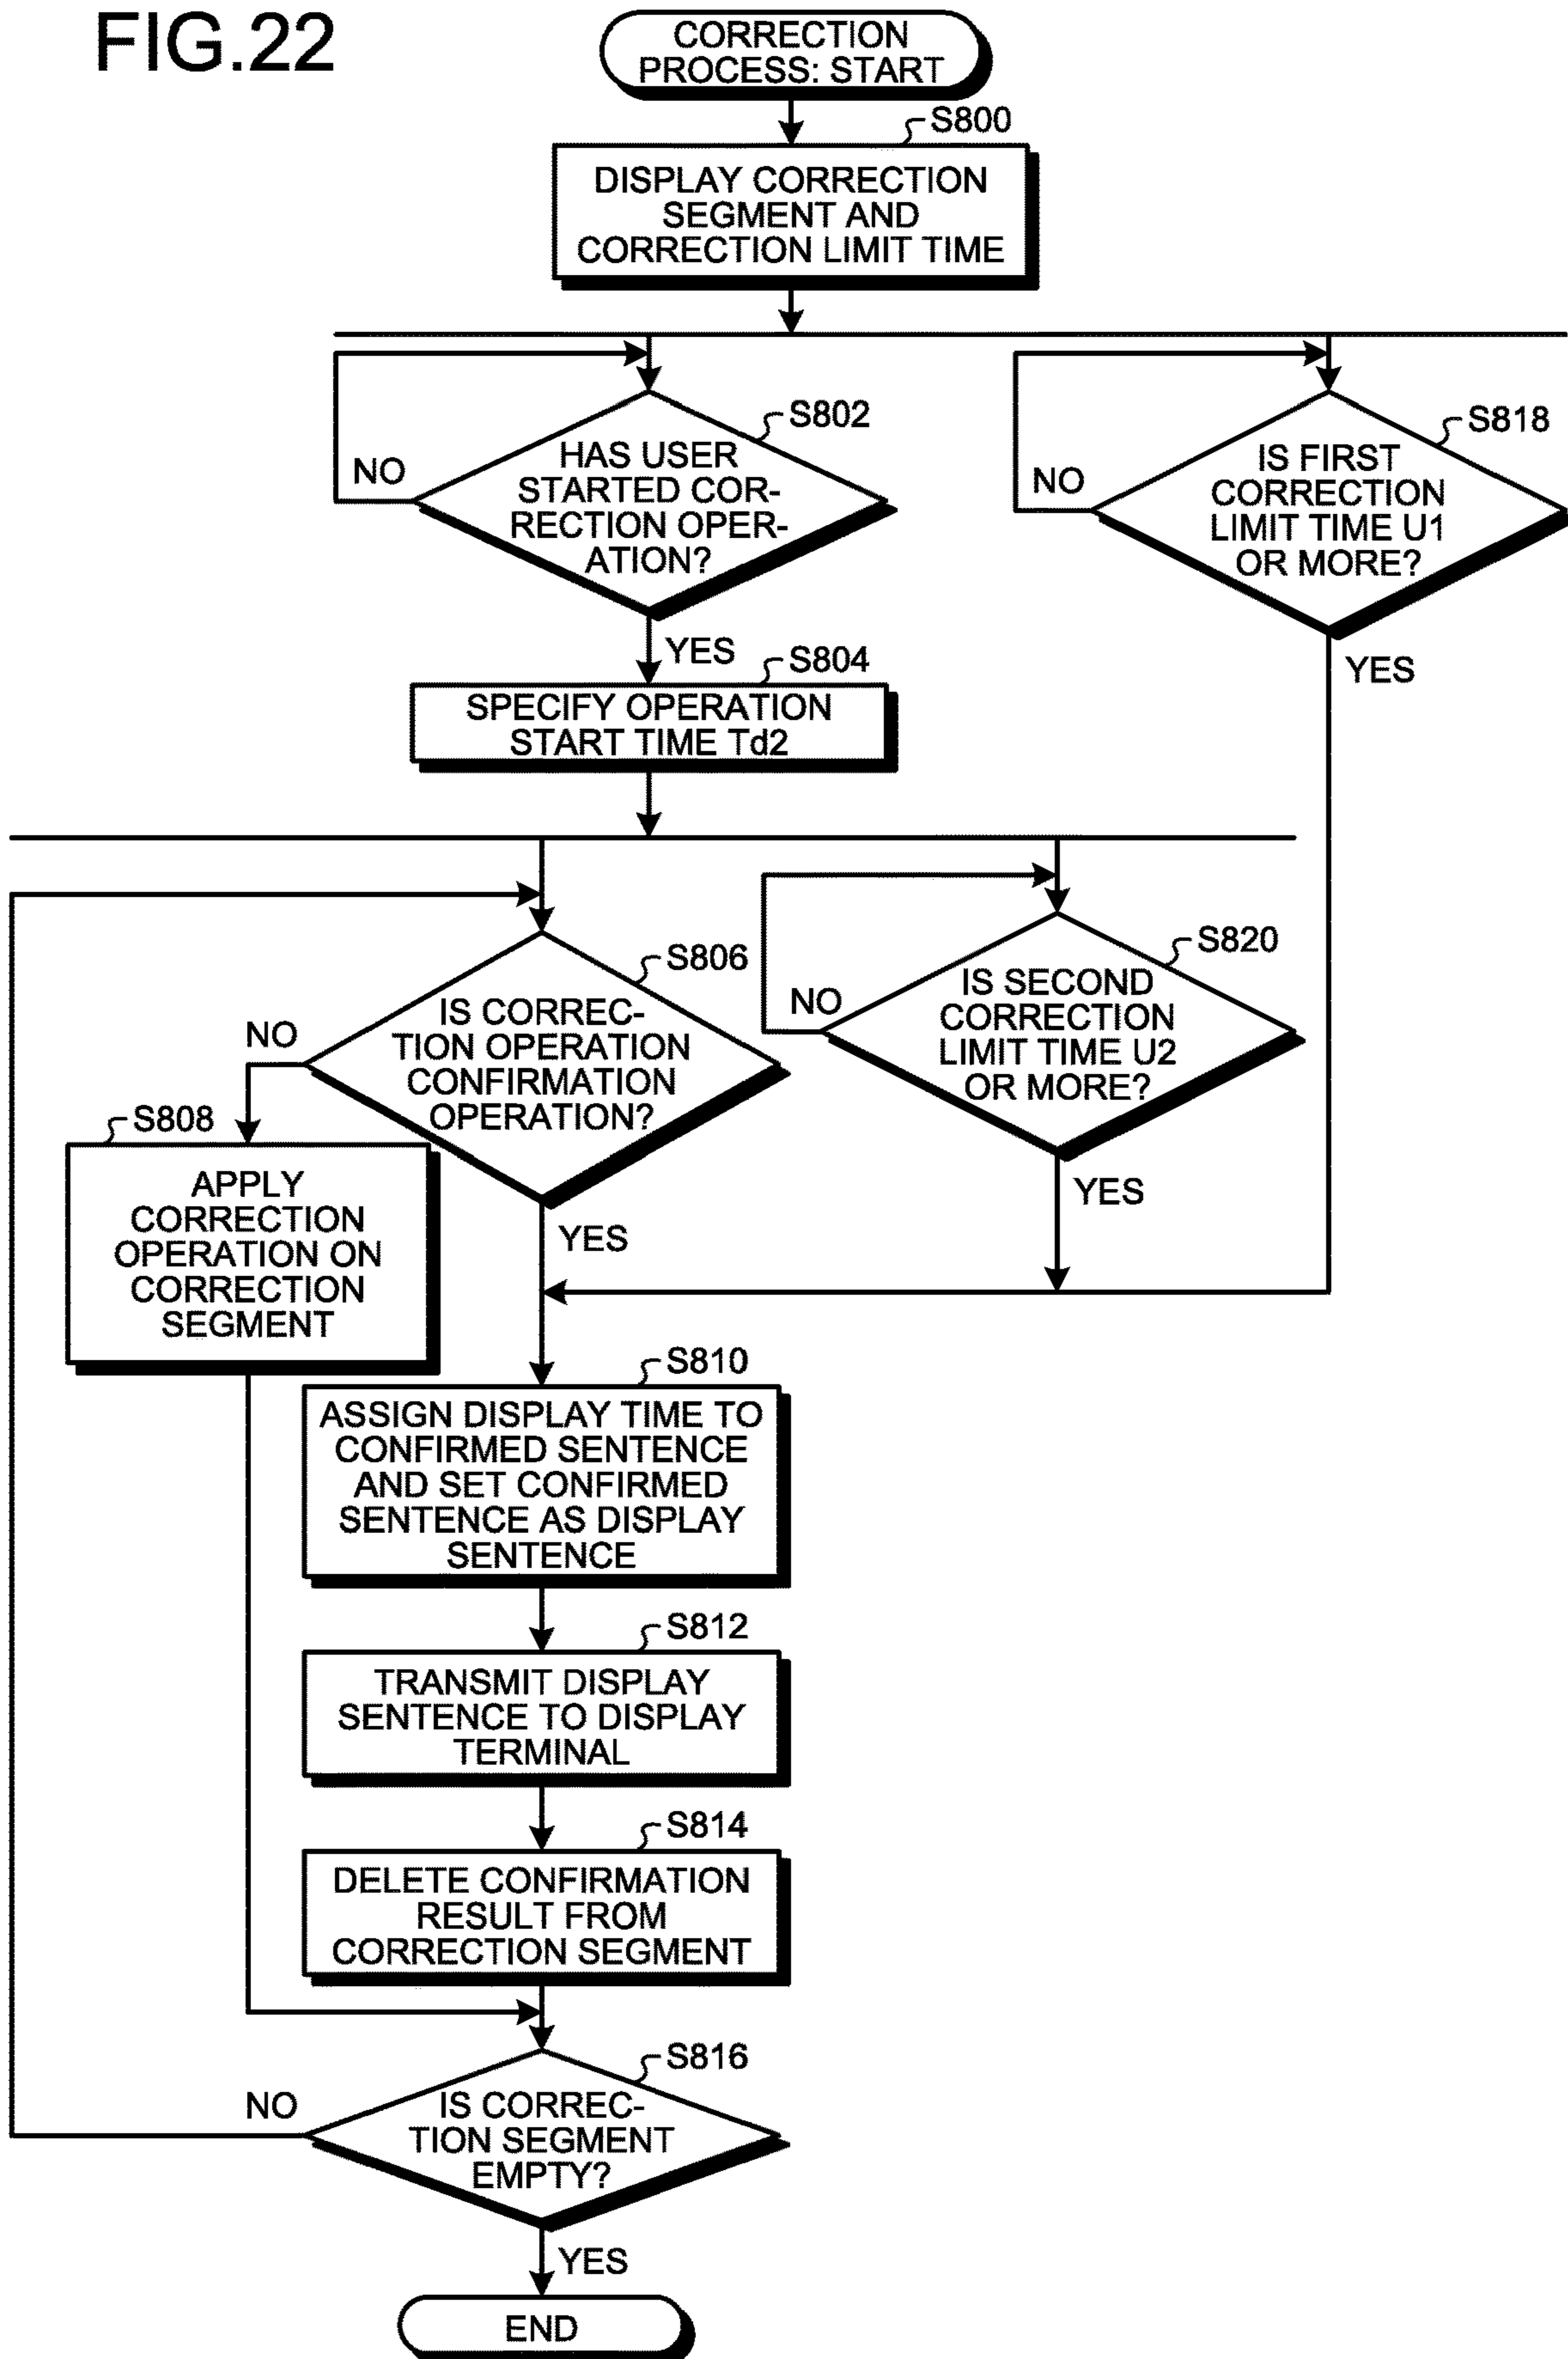 FIG.22
CORRECTION
PROCESS: START
S800
DISPLAY CORRECTION
SEGMENT AND
CORRECTION LIMIT TIME
S802
HAS USER
STARTED COR-
RECTION OPER-
ATION?
NO
YES
S818
IS FIRST
CORRECTION
LIMIT TIME U1
OR MORE?
NO
YES
S804
SPECIFY OPERATION
START TIME Td2
S806
IS CORREC-
TION OPERATION
CONFIRMATION
OPERATION?
NO
YES
S820
IS SECOND
CORRECTION
LIMIT TIME U2
OR MORE?
NO
YES
S808
APPLY
CORRECTION
OPERATION ON
CORRECTION
SEGMENT
S810
ASSIGN DISPLAY TIME TO
CONFIRMED SENTENCE
AND SET CONFIRMED
SENTENCE AS DISPLAY
SENTENCE
S812
TRANSMIT DISPLAY
SENTENCE TO DISPLAY
TERMINAL
S814
DELETE CONFIRMATION
RESULT FROM
CORRECTION SEGMENT
S816
IS CORREC-
TION SEGMENT
EMPTY?
NO
YES
END